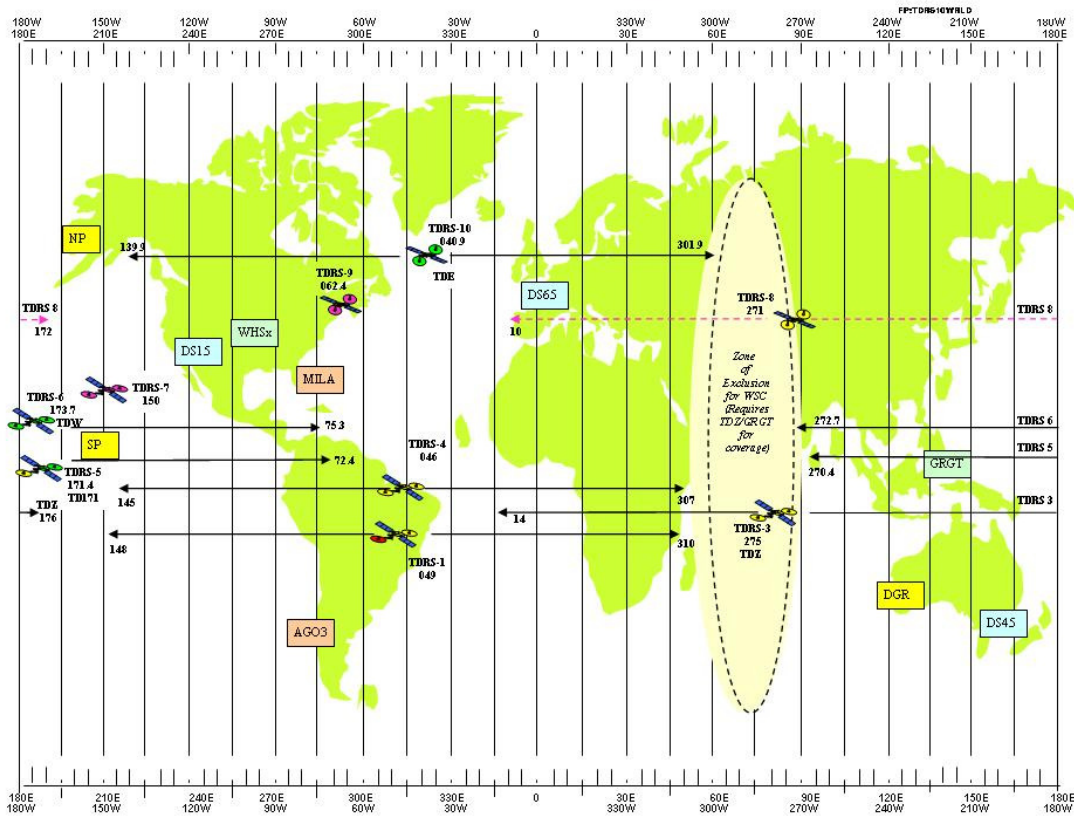 FP:TDRS10WRLD
180W 210W 240W 270W 60W 30W 0 330W 300W 270W 240W 210W 180W
180E 150W 120W 90W 300E 330E 30E 60E 90E 120E 150E 180E
NP
139.9
TDRS-10
040.9
TDE
301.9
TDRS-9
062.4
DS65
TDRS-8
271
TDRS 8
172
10
TDRS 8
WHSx
DS15
MILA
Zone
of
Exclusion
for WSC
(Requires
TDZ/GRGT
for
coverage)
TDRS-7
150
TDRS-6
173.7
TDW
75.3
272.7
TDRS 6
SP
72.4
TDRS-4
046
270.4
TDRS 5
GRGT
TDRS-5
171.4
TD171
TDZ
176
145
307
14
TDRS 3
TDRS-3
275
TDZ
148
310
TDRS-1
049
DGR
AGO3
DS45
180E 210E 240E 270E 300E 330E 0 30E 60E 90E 120E 150E 180E
180W 150W 120W 90W 60W 30W 330W 300W 270W 240W 210W 180W